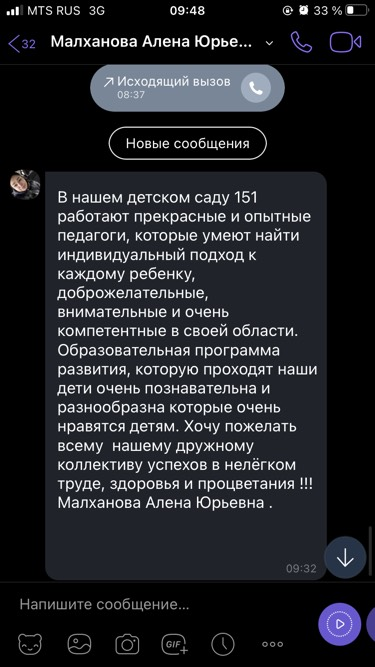 MTS RUS 3G 09:48 33 %
32 Малханова Алена Юрье...
Исходящий вызов
08:37
Новые сообщения
В нашем детском саду 151
работают прекрасные и опытные
педагоги, которые умеют найти
индивидуальный подход к
каждому ребенку,
доброжелательные,
внимательные и очень
компетентные в своей области.
Образовательная программа
развития, которую проходят наши
дети очень познавательна и
разнообразна которые очень
нравятся детям. Хочу пожелать
всему нашему дружному
коллективу успехов в нелёгком
труде, здоровья и процветания !!!
Малханова Алена Юрьевна .
09:32
Напишите сообщение...
GIF